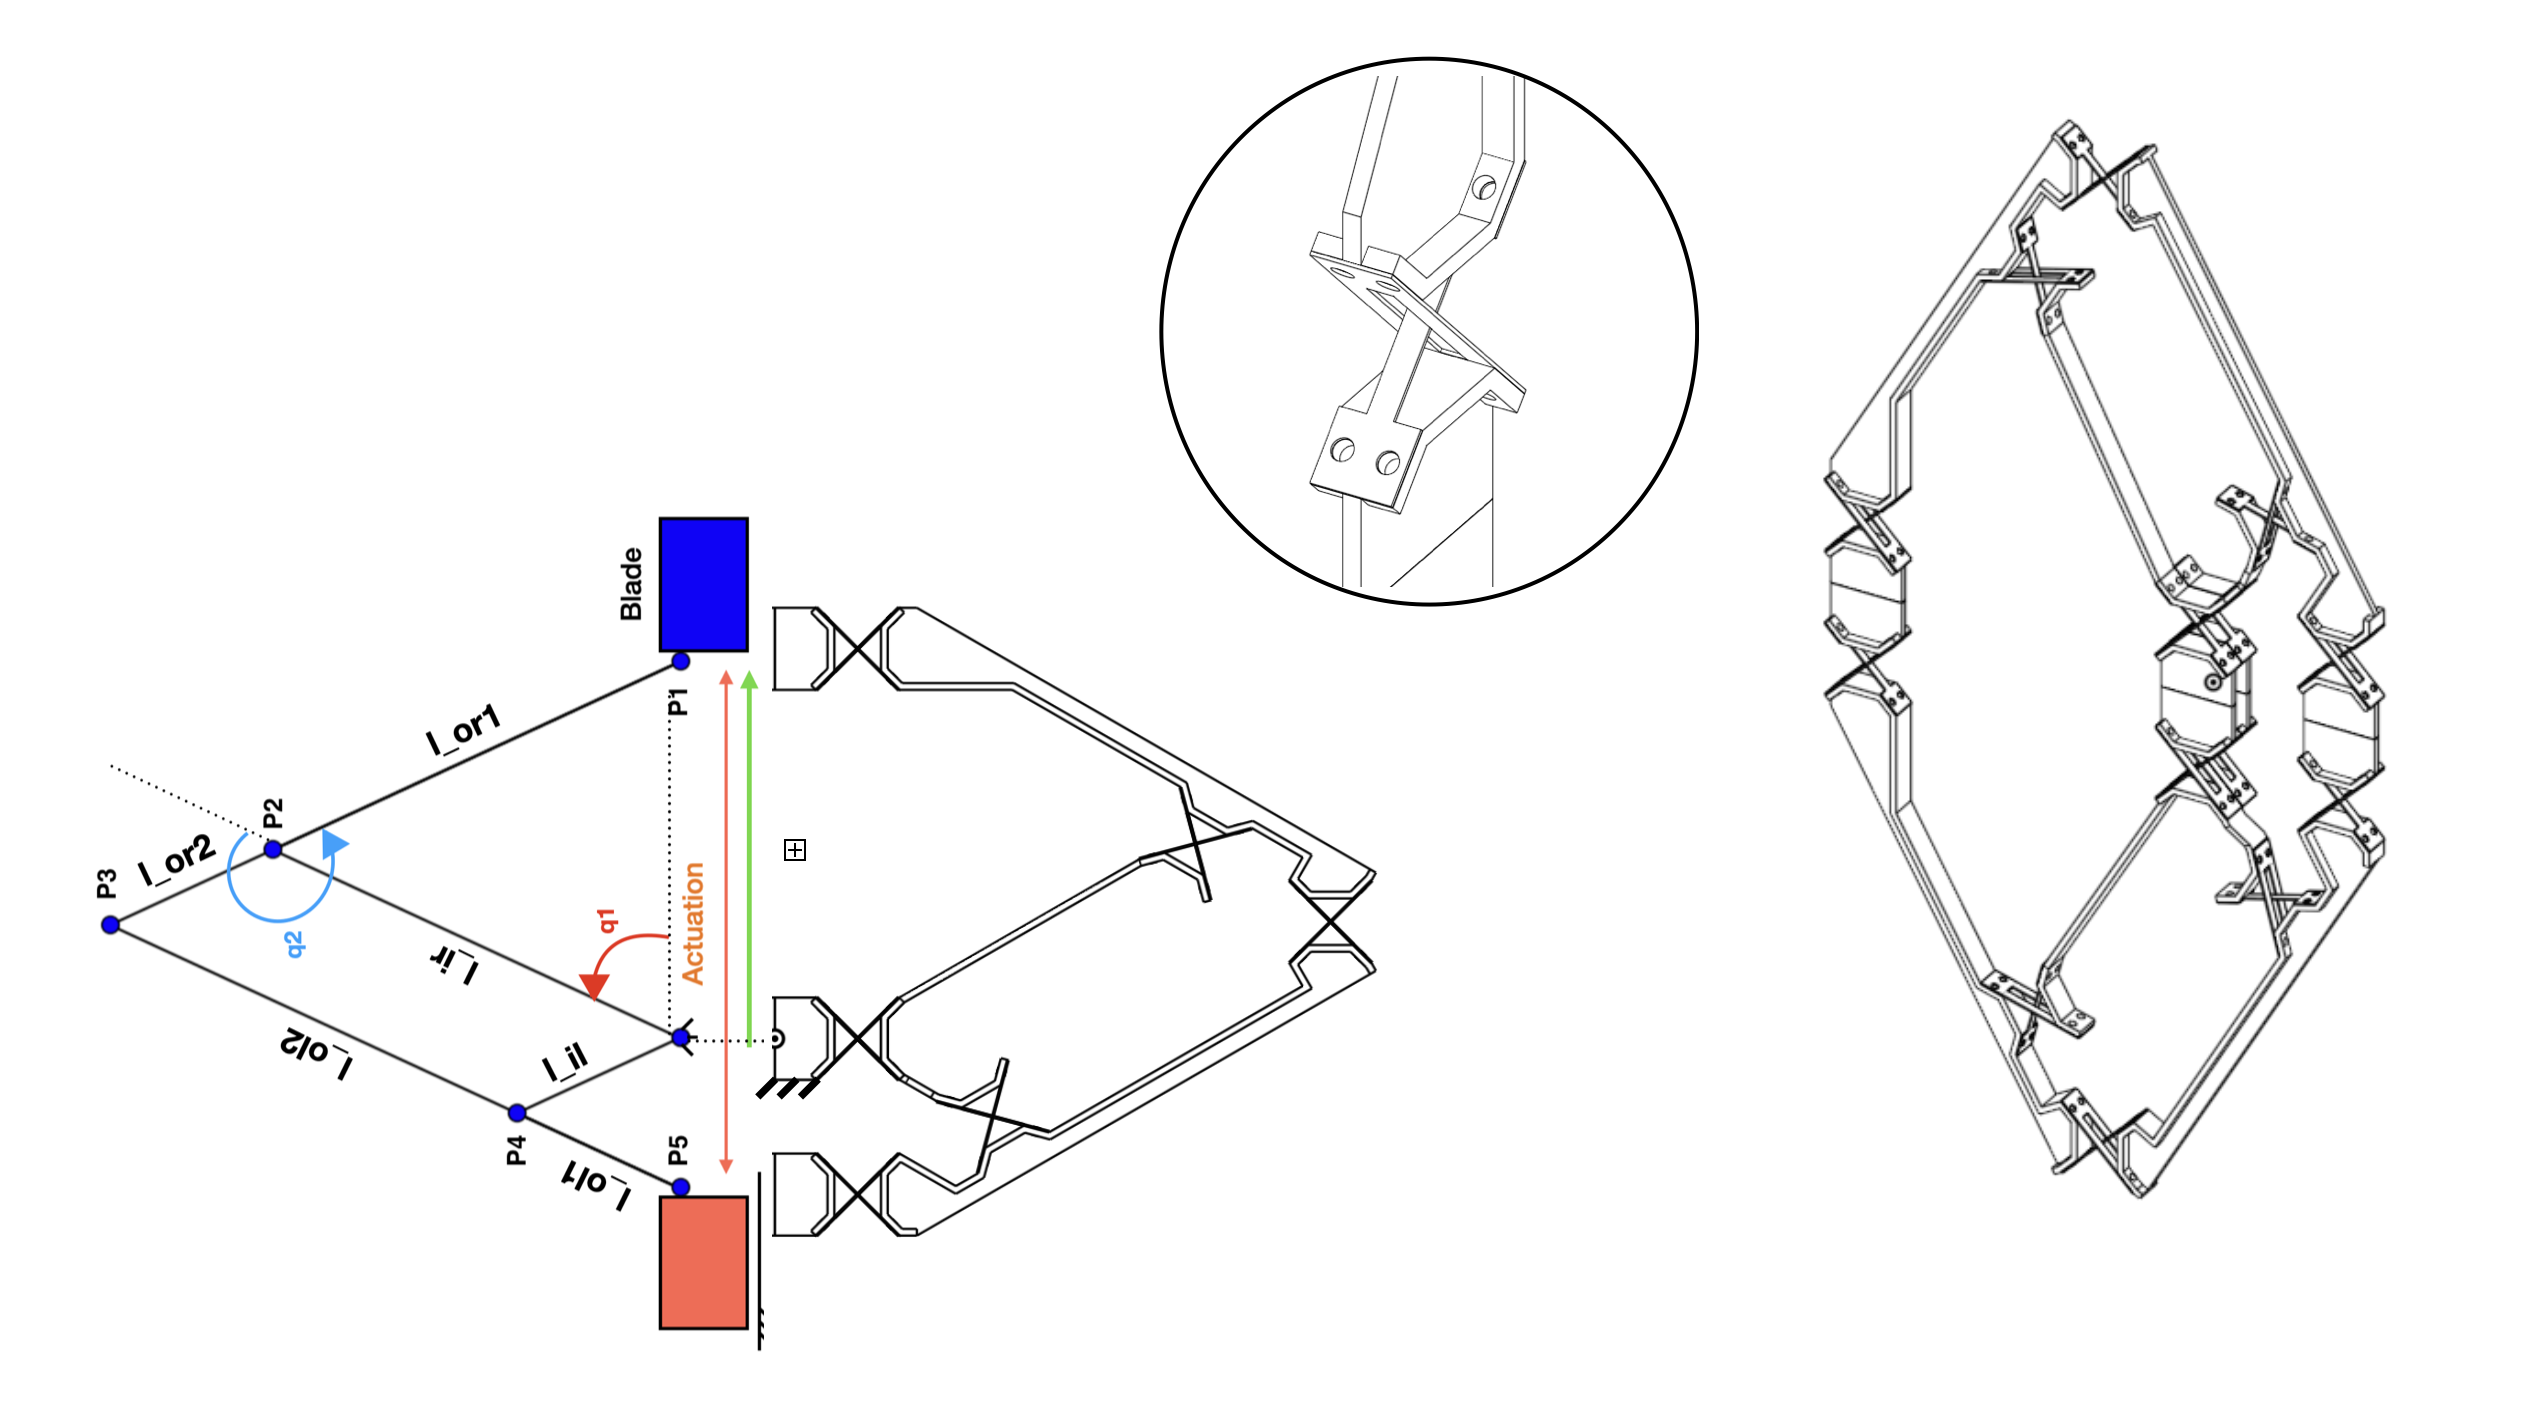 Blade
P1
l_or1
P2
l_or2
P3
q2
q1
l_ir
Actuation
l_ol2
l_il
P4
P5
l_ol1